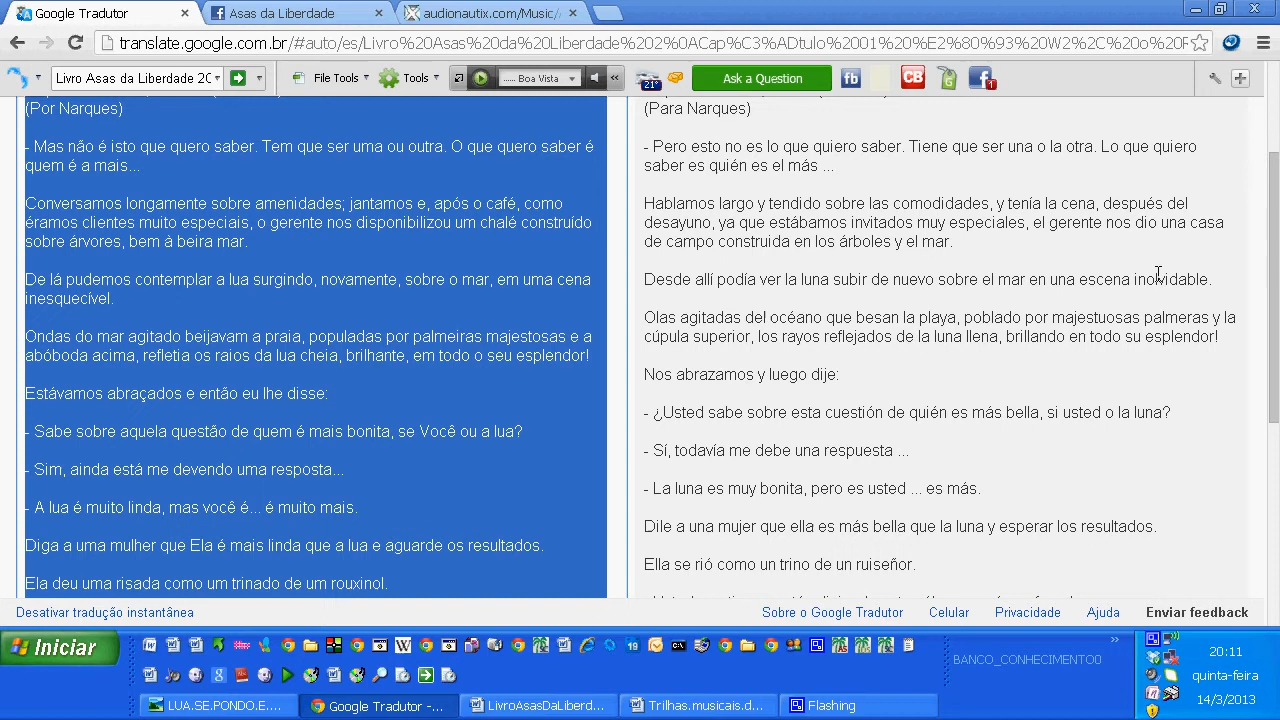 Google Tradutor
Asas da Liberdade
audionautix.com/Music/
translate.google.com.br/#auto/es/Livro%20Asas%20da%20Liberdade%202%0ACap%C3%ADtulo%2001%20%E2%80%93%20W2%2C%20o%20F
Livro Asas da Liberdade 20
File Tools
Tools
..... Boa Vista
21°
Ask a Question
fb
CB
1
(Por Narques)
- Mas não é isto que quero saber. Tem que ser uma ou outra. O que quero saber é
quem é a mais...
Conversamos longamente sobre amenidades; jantamos e, após o café, como
éramos clientes muito especiais, o gerente nos disponibilizou um chalé construído
sobre árvores, bem à beira mar.
De lá pudemos contemplar a lua surgindo, novamente, sobre o mar, em uma cena
inesquecível.
Ondas do mar agitado beijavam a praia, populadas por palmeiras majestosas e a
abóboda acima, refletia os raios da lua cheia, brilhante, em todo o seu esplendor!
Estávamos abraçados e então eu lhe disse:
- Sabe sobre aquela questão de quem é mais bonita, se Você ou a lua?
- Sim, ainda está me devendo uma resposta...
- A lua é muito linda, mas você é... é muito mais.
Diga a uma mulher que Ela é mais linda que a lua e aguarde os resultados.
Ela deu uma risada como um trinado de um rouxinol.
(Para Narques)
- Pero esto no es lo que quiero saber. Tiene que ser una o la otra. Lo que quiero
saber es quién es el más ...
Hablamos largo y tendido sobre las comodidades, y tenía la cena, después del
desayuno, ya que estábamos invitados muy especiales, el gerente nos dio una casa
de campo construida en los árboles y el mar.
Desde allí podía ver la luna subir de nuevo sobre el mar en una escena inolvidable.
Olas agitadas del océano que besan la playa, poblado por majestuosas palmeras y la
cúpula superior, los rayos reflejados de la luna llena, brillando en todo su esplendor!
Nos abrazamos y luego dije:
- ¿Usted sabe sobre esta cuestión de quién es más bella, si usted o la luna?
- Sí, todavía me debe una respuesta ...
- La luna es muy bonita, pero es usted ... es más.
Dile a una mujer que ella es más bella que la luna y esperar los resultados.
Ella se rió como un trino de un ruiseñor.
Desativar tradução instantânea
Sobre o Google Tradutor
Celular
Privacidade
Ajuda
Enviar feedback
Iniciar
BANCO_CONHECIMENTO0
20:11
quinta-feira
14/3/2013
LUA.SE.PONDO.E....
Google Tradutor -...
LivroAsasDaLiberd...
Trilhas.musicais.d...
Flashing